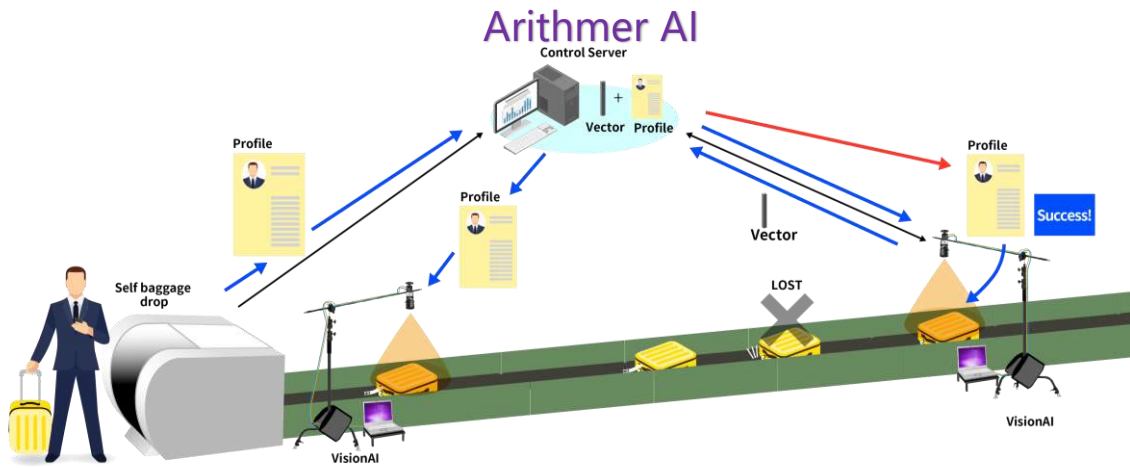 Arithmer AI
Control Server
Vector
+
Profile
Profile
Profile
Profile
Success!
Vector
Self baggage
drop
LOST
VisionAI
VisionAI